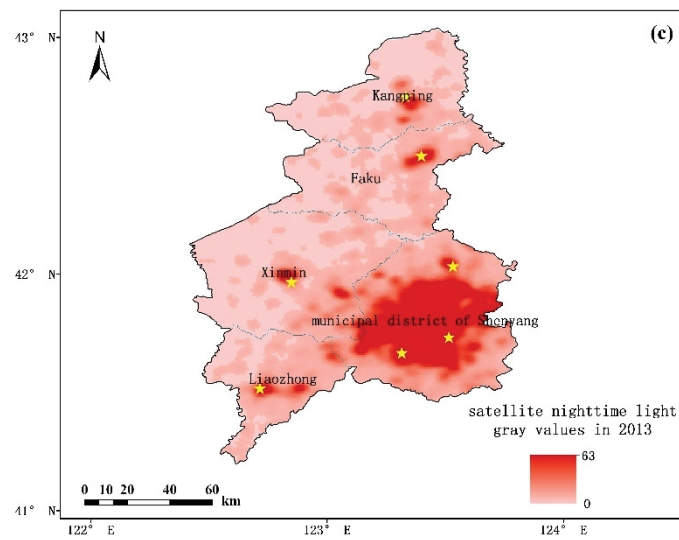 43° N
(c)
N
Kangping
Faku
42° N
Xinmin
municipal district of Shenyang
Liaozhong
satellite nighttime light
gray values in 2013
63
0
0 10 20 40 60
km
41° N
122° E
123° E
124° E